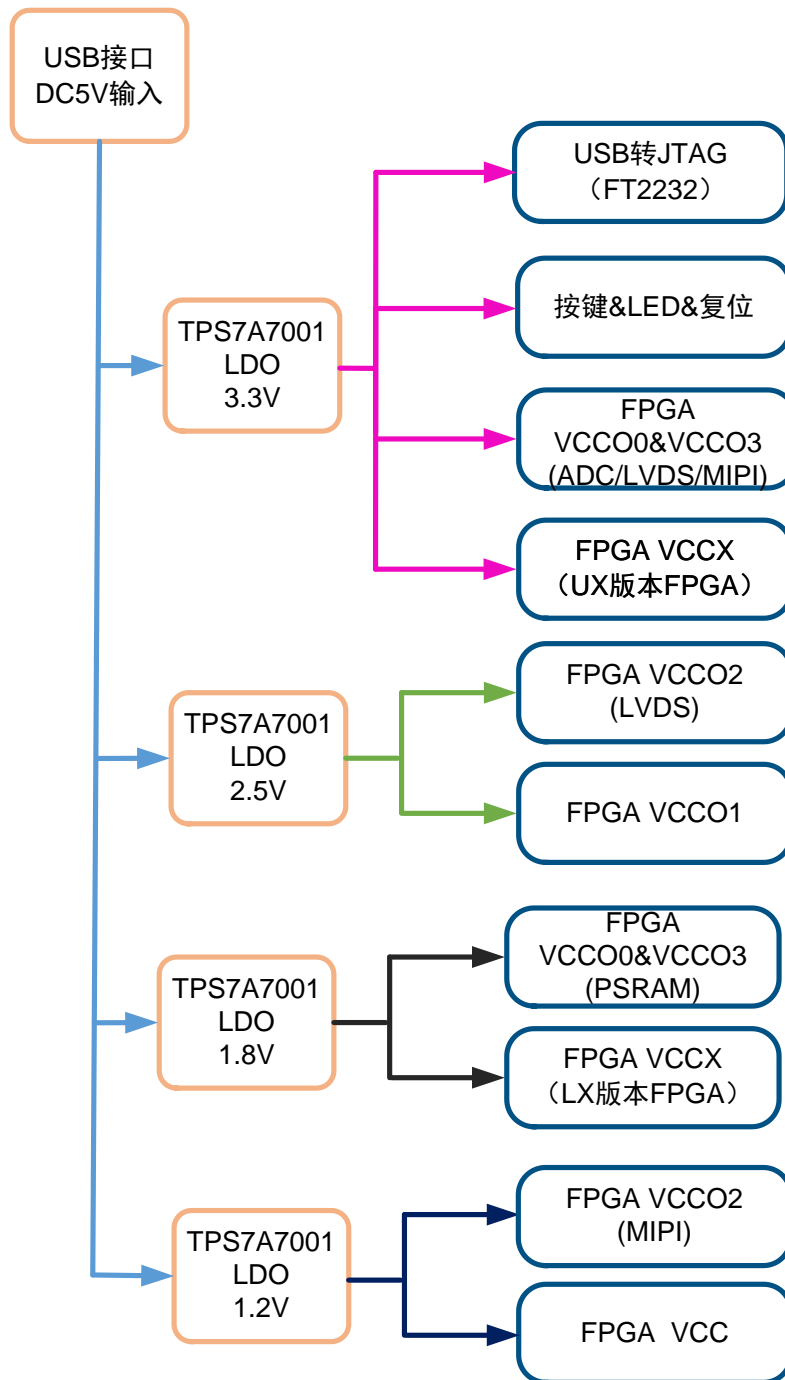 USB接口
DC5V输入
USB转JTAG
（FT2232）
按键&LED&复位
TPS7A7001
LDO
3.3V
FPGA
VCCO0&VCCO3
(ADC/LVDS/MIPI)
FPGA VCCX
（UX版本FPGA）
TPS7A7001
LDO
2.5V
FPGA VCCO2
(LVDS)
FPGA VCCO1
TPS7A7001
LDO
1.8V
FPGA
VCCO0&VCCO3
(PSRAM)
FPGA VCCX
（LX版本FPGA）
TPS7A7001
LDO
1.2V
FPGA VCCO2
(MIPI)
FPGA VCC